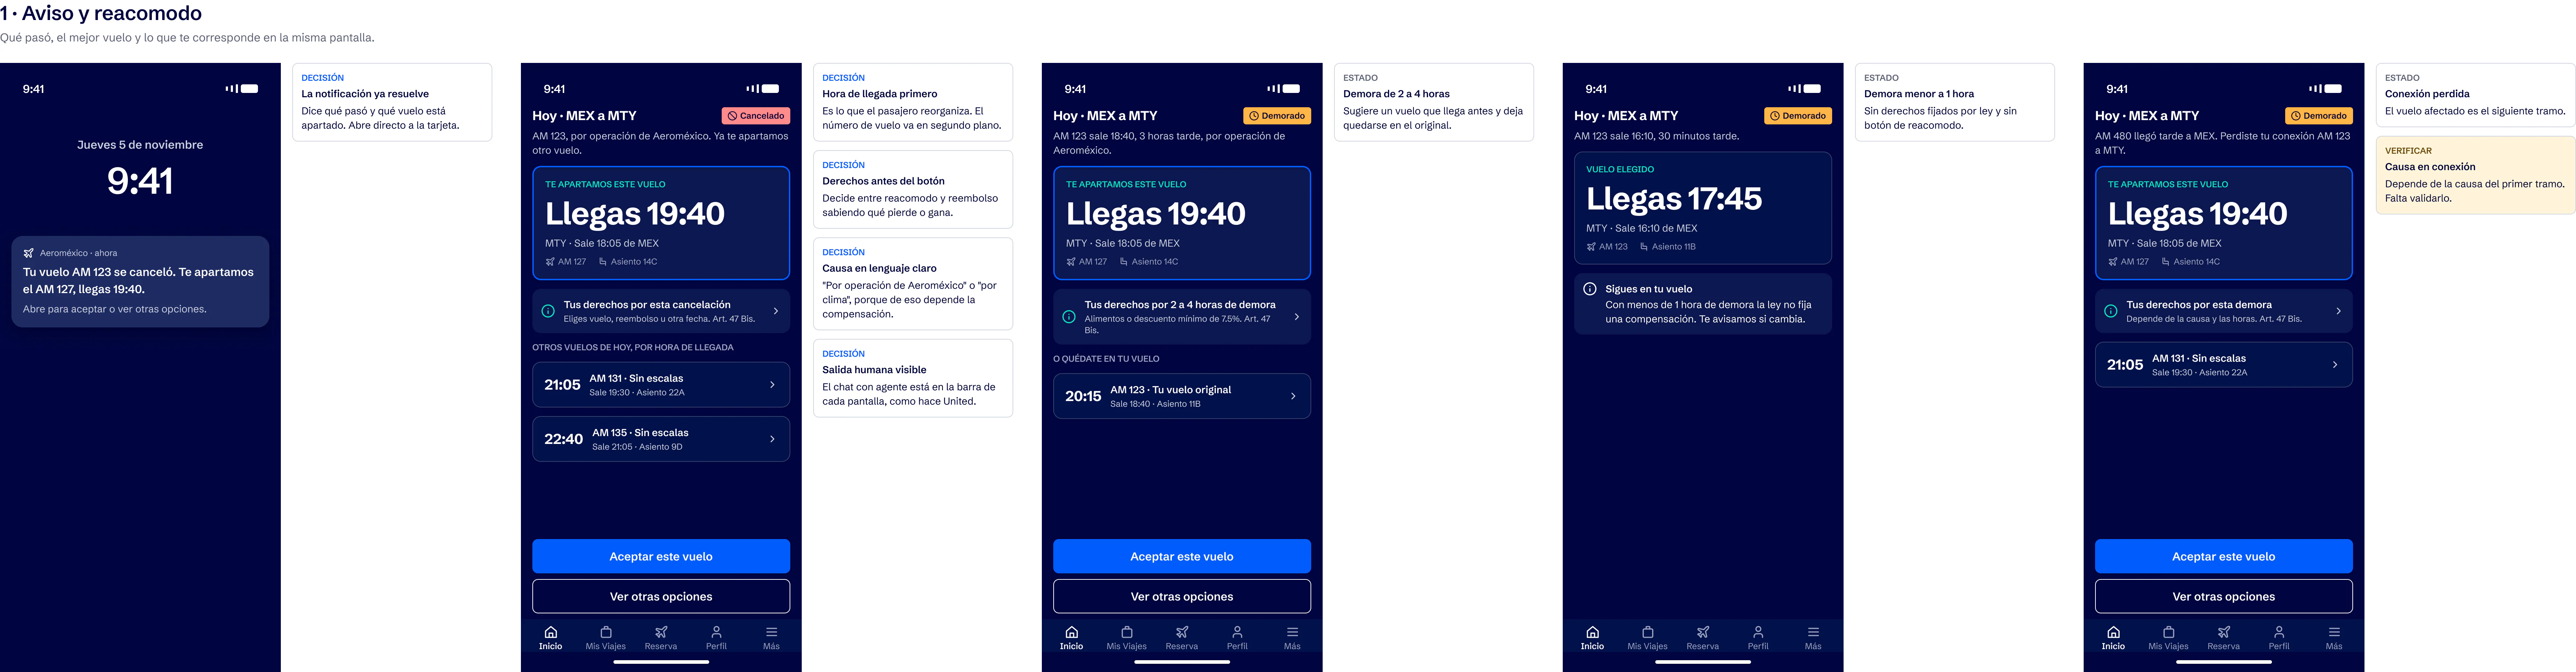 1 · Aviso y reacomodo
Qué pasó, el mejor vuelo y lo que te corresponde en la misma pantalla.
9:41
Jueves 5 de noviembre
9:41
Aeroméxico · ahora
Tu vuelo AM 123 se canceló. Te apartamos
el AM 127, llegas 19:40.
Abre para aceptar o ver otras opciones.
DECISIÓN
La notificación ya resuelve
Dice qué pasó y qué vuelo está
apartado. Abre directo a la tarjeta.
9:41
Hoy · MEX a MTY
Cancelado
AM 123, por operación de Aeroméxico. Ya te apartamos
otro vuelo.
TE APARTAMOS ESTE VUELO
Llegas 19:40
MTY · Sale 18:05 de MEX
AM 127 Asiento 14C
Tus derechos por esta cancelación
Eliges vuelo, reembolso u otra fecha. Art. 47 Bis.
OTROS VUELOS DE HOY, POR HORA DE LLEGADA
21:05 AM 131 · Sin escalas
Sale 19:30 · Asiento 22A
22:40 AM 135 · Sin escalas
Sale 21:05 · Asiento 9D
Aceptar este vuelo
Ver otras opciones
Inicio Mis Viajes Reserva Perfil Más
DECISIÓN
Hora de llegada primero
Es lo que el pasajero reorganiza. El
número de vuelo va en segundo plano.
DECISIÓN
Derechos antes del botón
Decide entre reacomodo y reembolso
sabiendo qué pierde o gana.
DECISIÓN
Causa en lenguaje claro
"Por operación de Aeroméxico" o "por
clima", porque de eso depende la
compensación.
DECISIÓN
Salida humana visible
El chat con agente está en la barra de
cada pantalla, como hace United.
9:41
Hoy · MEX a MTY
Demorado
AM 123 sale 18:40, 3 horas tarde, por operación de
Aeroméxico.
TE APARTAMOS ESTE VUELO
Llegas 19:40
MTY · Sale 18:05 de MEX
AM 127 Asiento 14C
Tus derechos por 2 a 4 horas de demora
Alimentos o descuento mínimo de 7.5%. Art. 47
Bis.
O QUÉDATE EN TU VUELO
20:15 AM 123 · Tu vuelo original
Sale 18:40 · Asiento 11B
Aceptar este vuelo
Ver otras opciones
Inicio Mis Viajes Reserva Perfil Más
ESTADO
Demora de 2 a 4 horas
Sugiere un vuelo que llega antes y deja
quedarse en el original.
9:41
Hoy · MEX a MTY
Demorado
AM 123 sale 16:10, 30 minutos tarde.
VUELO ELEGIDO
Llegas 17:45
MTY · Sale 16:10 de MEX
AM 123 Asiento 11B
Sigues en tu vuelo
Con menos de 1 hora de demora la ley no fija
una compensación. Te avisamos si cambia.
Inicio Mis Viajes Reserva Perfil Más
ESTADO
Demora menor a 1 hora
Sin derechos fijados por ley y sin
botón de reacomodo.
9:41
Hoy · MEX a MTY
Demorado
AM 480 llegó tarde a MEX. Perdiste tu conexión AM 123
a MTY.
TE APARTAMOS ESTE VUELO
Llegas 19:40
MTY · Sale 18:05 de MEX
AM 127 Asiento 14C
Tus derechos por esta demora
Depende de la causa y las horas. Art. 47 Bis.
21:05 AM 131 · Sin escalas
Sale 19:30 · Asiento 22A
Aceptar este vuelo
Ver otras opciones
Inicio Mis Viajes Reserva Perfil Más
ESTADO
Conexión perdida
El vuelo afectado es el siguiente tramo.
VERIFICAR
Causa en conexión
Depende de la causa del primer tramo.
Falta validarlo.